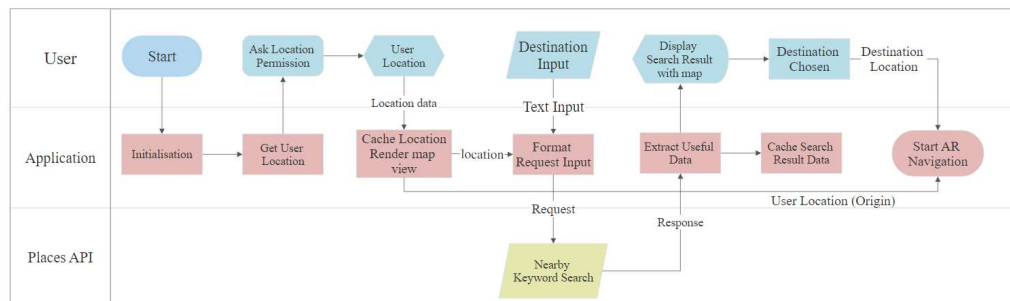 User
Start
Ask Location
Permission
User
Location
Destination
Input
Display
Search Result
with map
Destination
Chosen
Destination
Location
Location data
Text Input
Application
Initialisation
Get User
Location
Cache Location
Render map
view
location
Format
Request Input
Extract Useful
Data
Cache Search
Result Data
Start AR
Navigation
User Location (Origin)
Request
Response
Places API
Nearby
Keyword Search